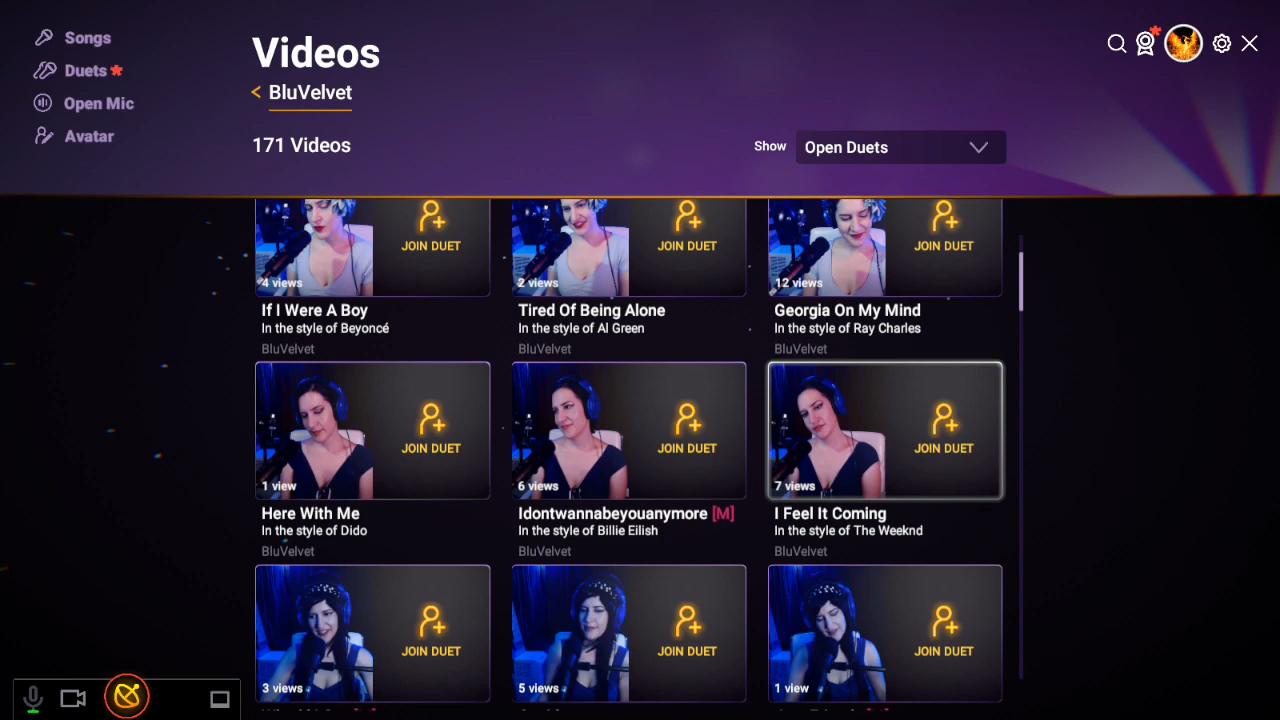 Songs
Duets *
Open Mic
Avatar
Videos
< BluVelvet
171 Videos
Show Open Duets
JOIN DUET
JOIN DUET
JOIN DUET
4 views
2 views
12 views
If I Were A Boy
In the style of Beyoncé
BluVelvet
Tired Of Being Alone
In the style of Al Green
BluVelvet
Georgia On My Mind
In the style of Ray Charles
BluVelvet
JOIN DUET
JOIN DUET
JOIN DUET
1 view
6 views
7 views
Here With Me
In the style of Dido
BluVelvet
Idontwannabeyouanymore [M]
In the style of Billie Eilish
BluVelvet
I Feel It Coming
In the style of The Weeknd
BluVelvet
JOIN DUET
JOIN DUET
JOIN DUET
3 views
5 views
1 view